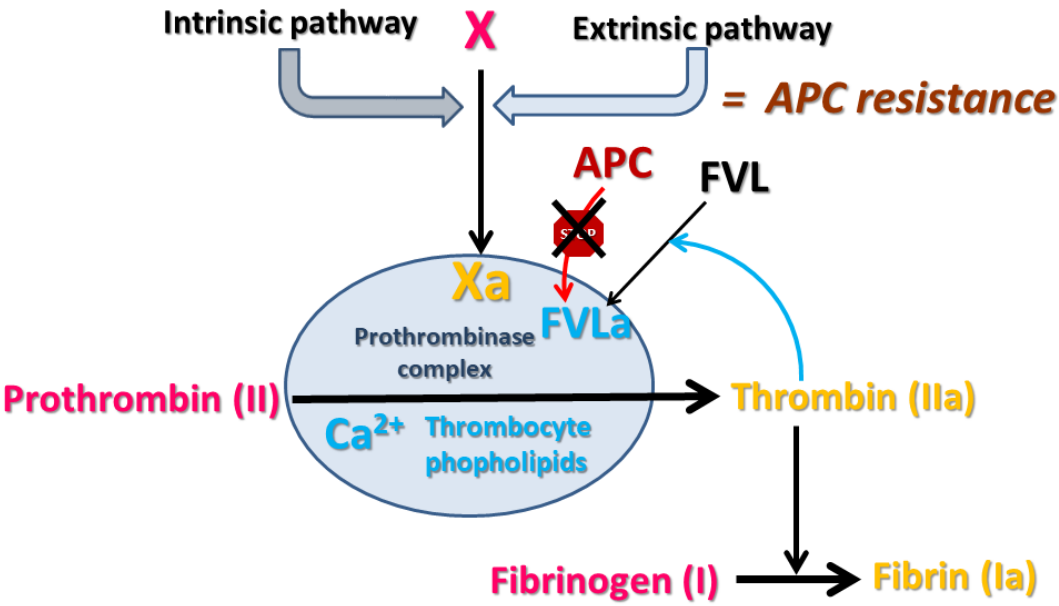 Intrinsic pathway
X
Extrinsic pathway
= APC resistance
APC
FVL
STOP
Xa
FVLa
Prothrombinase
complex
Prothrombin (II)
Thrombin (IIa)
Ca²⁺
Thrombocyte
phopholipids
Fibrinogen (I)
Fibrin (Ia)